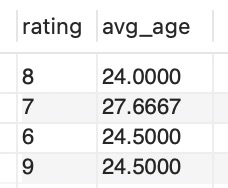 rating avg_age
8 24.0000
7 27.6667
6 24.5000
9 24.5000